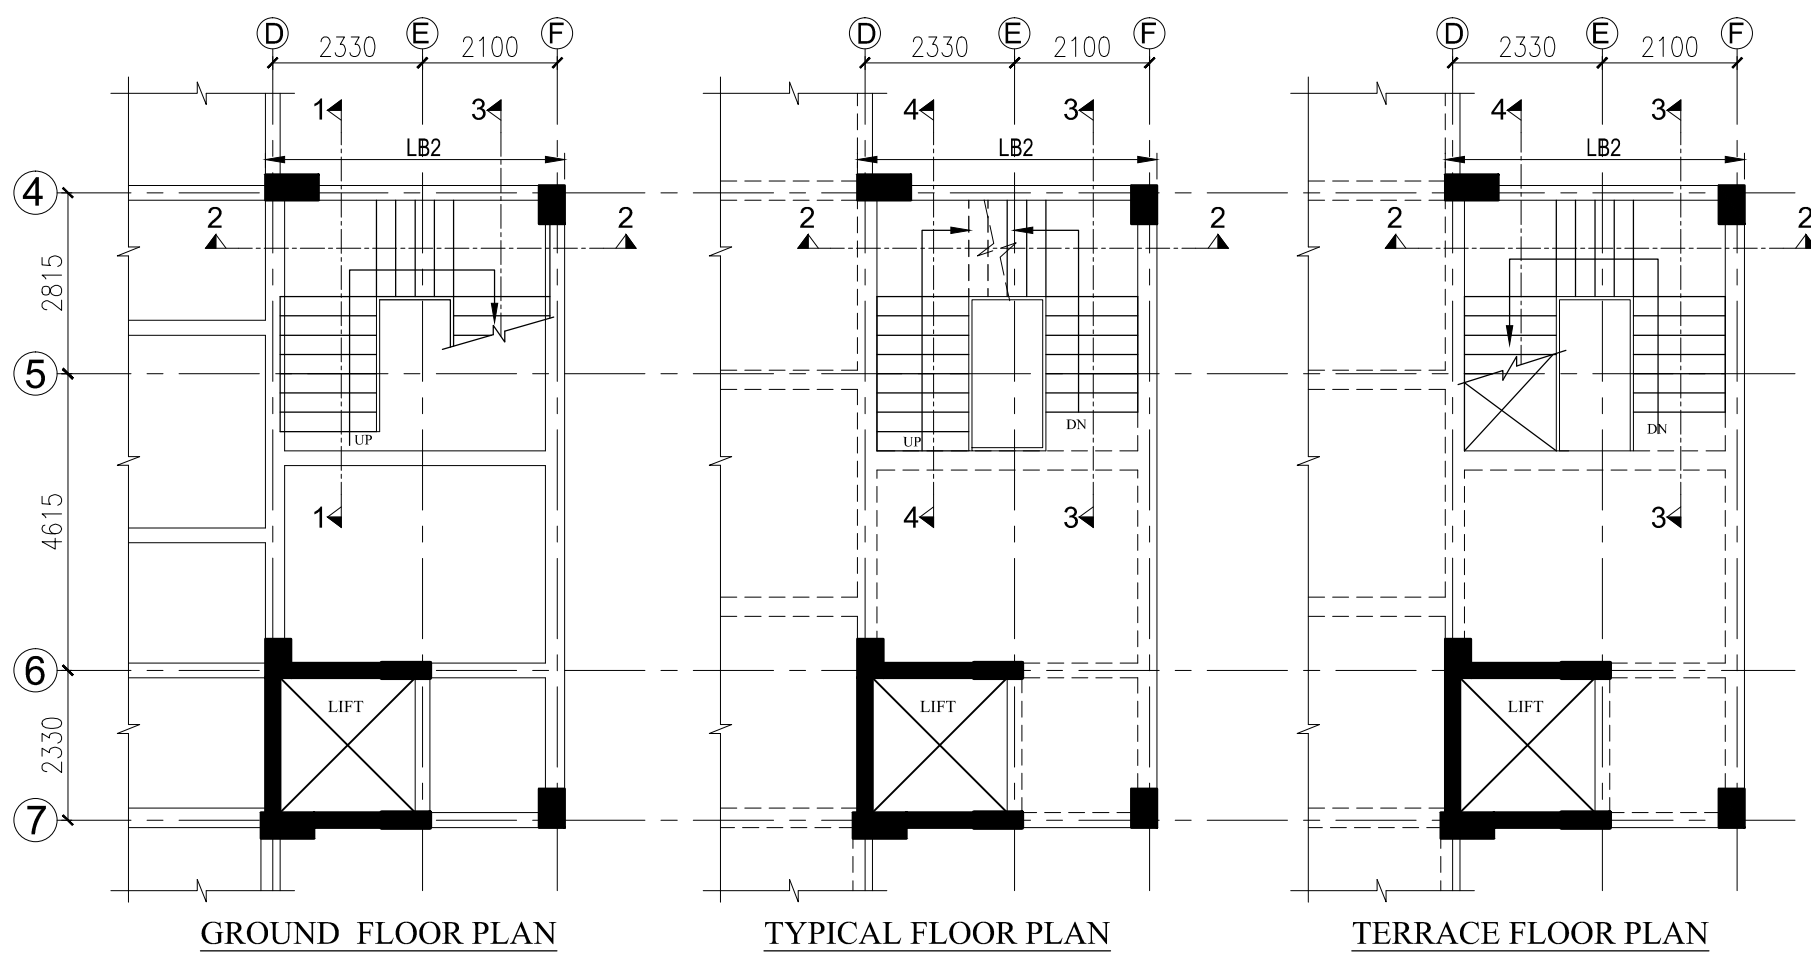 D 2330 E 2100 F
1 3
LB2
4
2 2
2815
5
UP
4615
1
6
LIFT
2330
7
GROUND FLOOR PLAN
D 2330 E 2100 F
4 3
LB2
2 2
UP DN
4 3
LIFT
TYPICAL FLOOR PLAN
D 2330 E 2100 F
4 3
LB2
2 2
DN
3
LIFT
TERRACE FLOOR PLAN